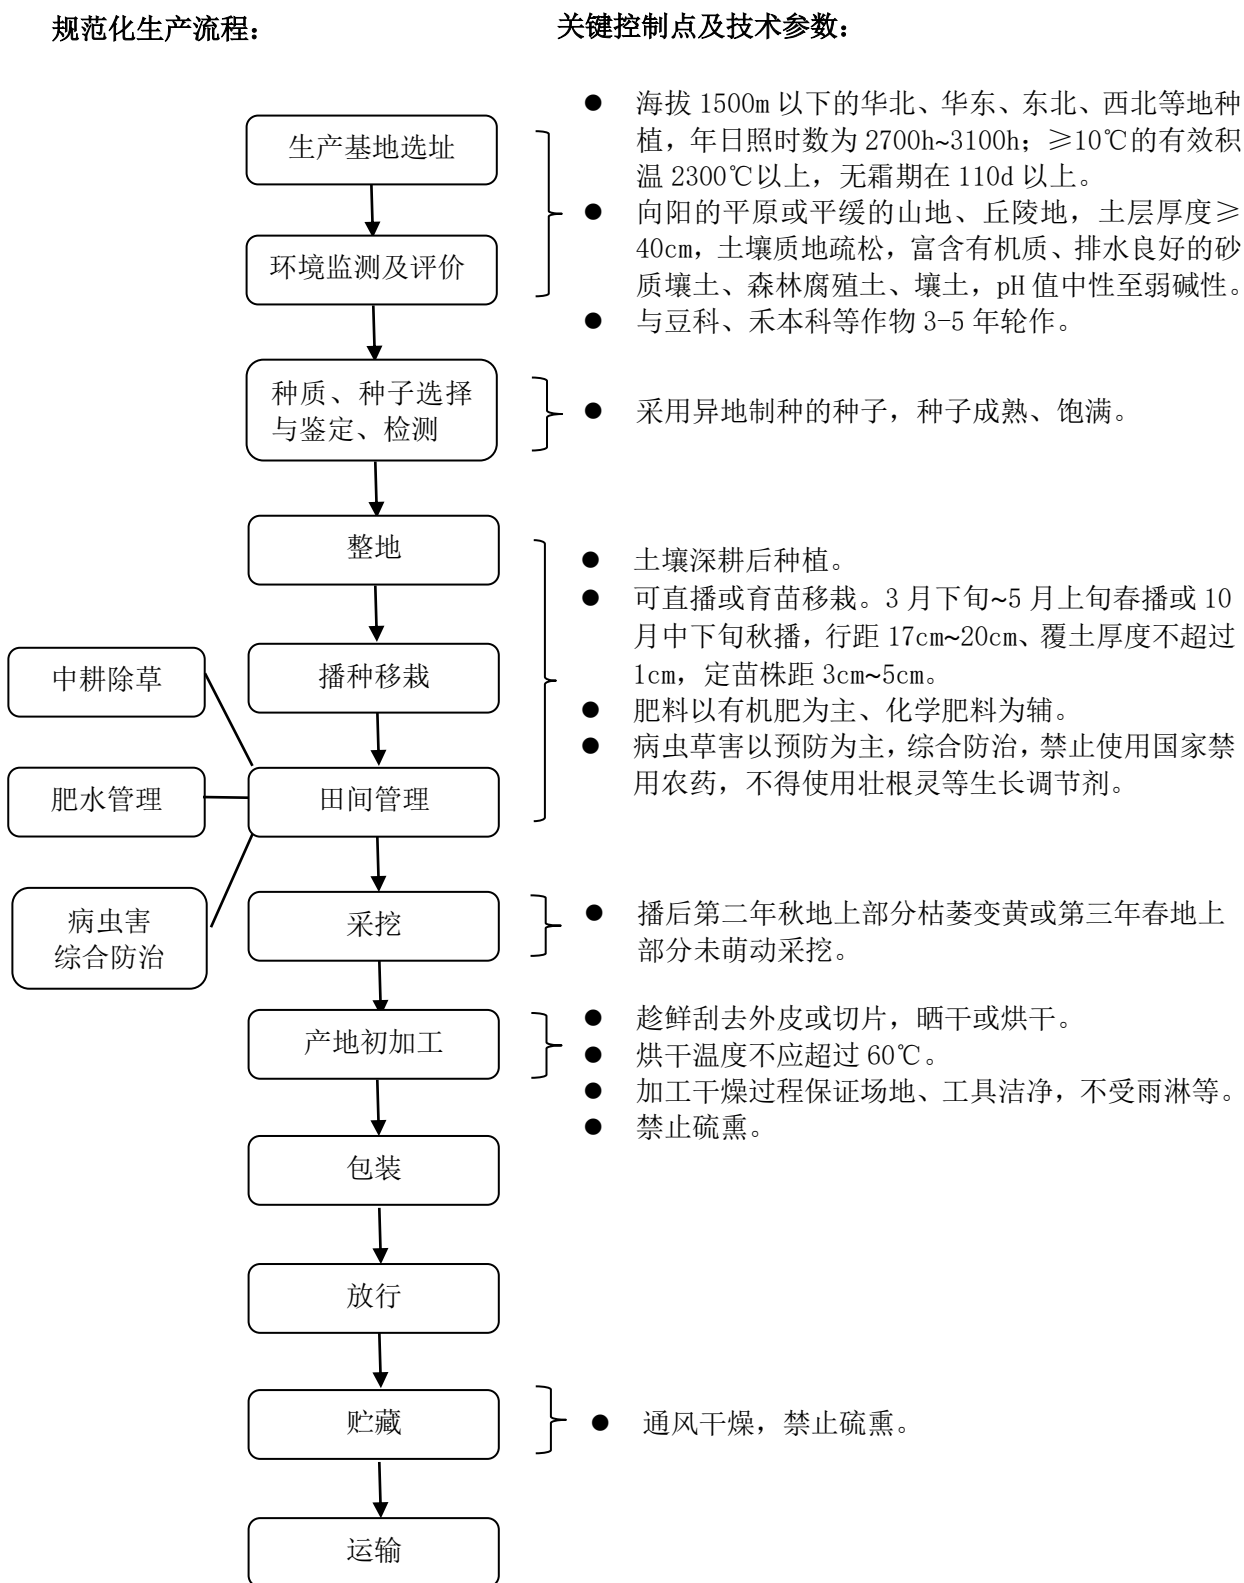 规范化生产流程：
关键控制点及技术参数：
生产基地选址
环境监测及评价
● 海拔 1500m 以下的华北、华东、东北、西北等地种
植，年日照时数为 2700h~3100h；≥10℃的有效积
温 2300℃以上，无霜期在 110d 以上。
● 向阳的平原或平缓的山地、丘陵地，土层厚度≥
40cm，土壤质地疏松，富含有机质、排水良好的砂
质壤土、森林腐殖土、壤土，pH 值中性至弱碱性。
● 与豆科、禾本科等作物 3-5 年轮作。
种质、种子选择
与鉴定、检测
● 采用异地制种的种子，种子成熟、饱满。
整地
播种移栽
田间管理
中耕除草
肥水管理
病虫害
综合防治
● 土壤深耕后种植。
● 可直播或育苗移栽。3 月下旬~5 月上旬春播或 10
月中下旬秋播，行距 17cm~20cm、覆土厚度不超过
1cm，定苗株距 3cm~5cm。
● 肥料以有机肥为主、化学肥料为辅。
● 病虫草害以预防为主，综合防治，禁止使用国家禁
用农药，不得使用壮根灵等生长调节剂。
采挖
● 播后第二年秋地上部分枯萎变黄或第三年春地上
部分未萌动采挖。
产地初加工
● 趁鲜刮去外皮或切片，晒干或烘干。
● 烘干温度不应超过 60℃。
● 加工干燥过程保证场地、工具洁净，不受雨淋等。
● 禁止硫熏。
包装
放行
贮藏
● 通风干燥，禁止硫熏。
运输